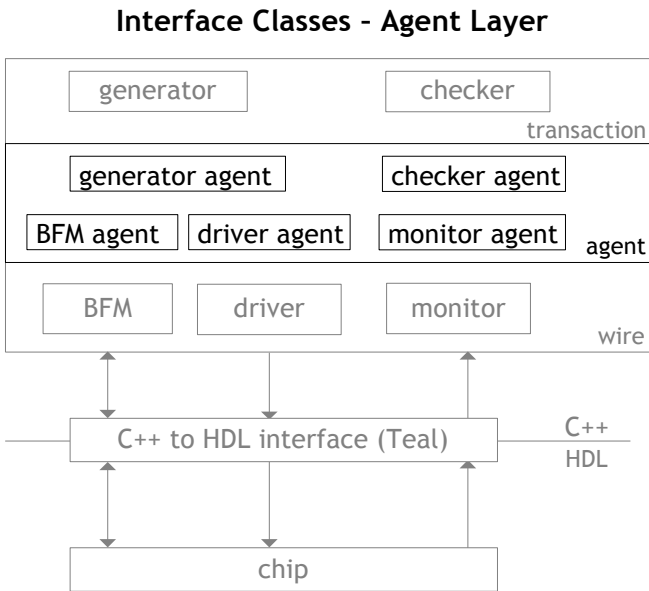 Interface Classes – Agent Layer
generator checker
transaction
generator agent checker agent
BFM agent driver agent monitor agent
agent
BFM driver monitor
wire
C++ to HDL interface (Teal)
C++
HDL
chip